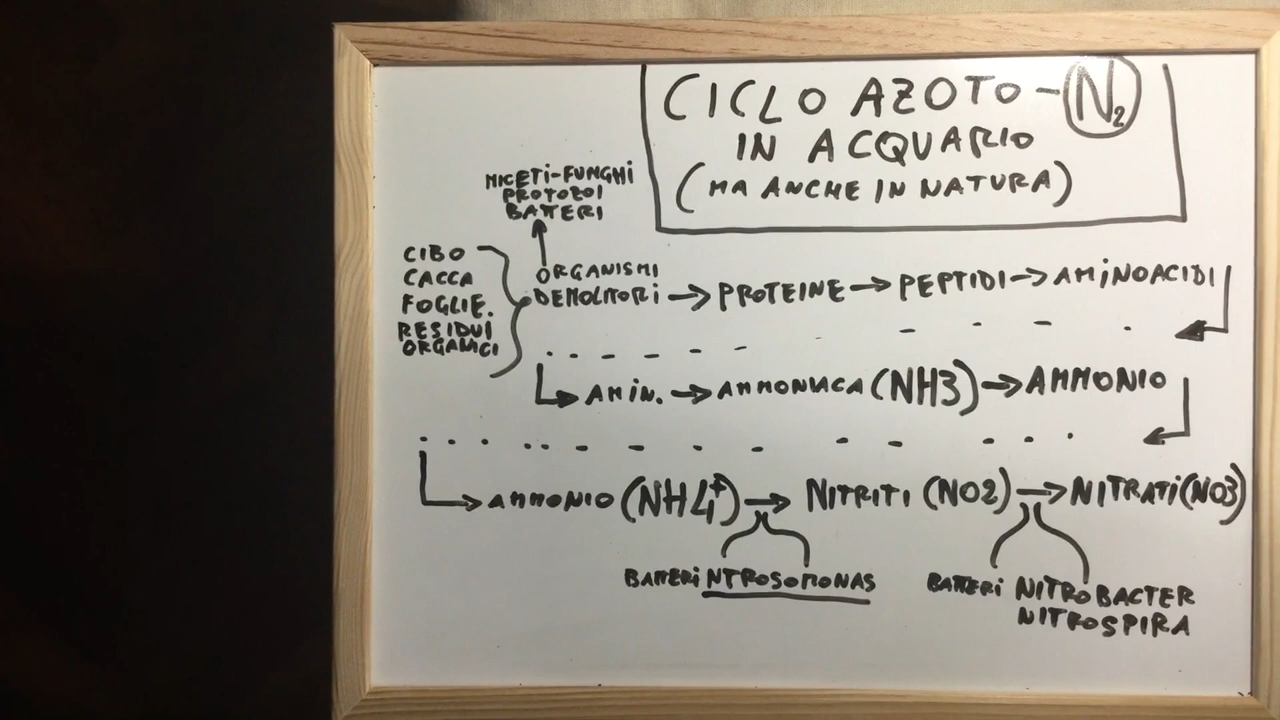 CICLO AZOTO - N2
IN ACQUARIO
(MA ANCHE IN NATURA)
MICETI-FUNGHI
PROTOZOI
BATTERI
CIBO
CACCA
FOGLIE.
RESIDUI
ORGANICI
ORGANISMI
DEMOLITORI → PROTEINE → PEPTIDI → AMINOACIDI
AMIN. → AMMONIACA (NH3) → AMMONIO
AMMONIO (NH4+) → NITRITI (NO2) → NITRATI (NO3)
BATTERI NTROSOMONAS
BATTERI NITROBACTER
NITROSPIRA